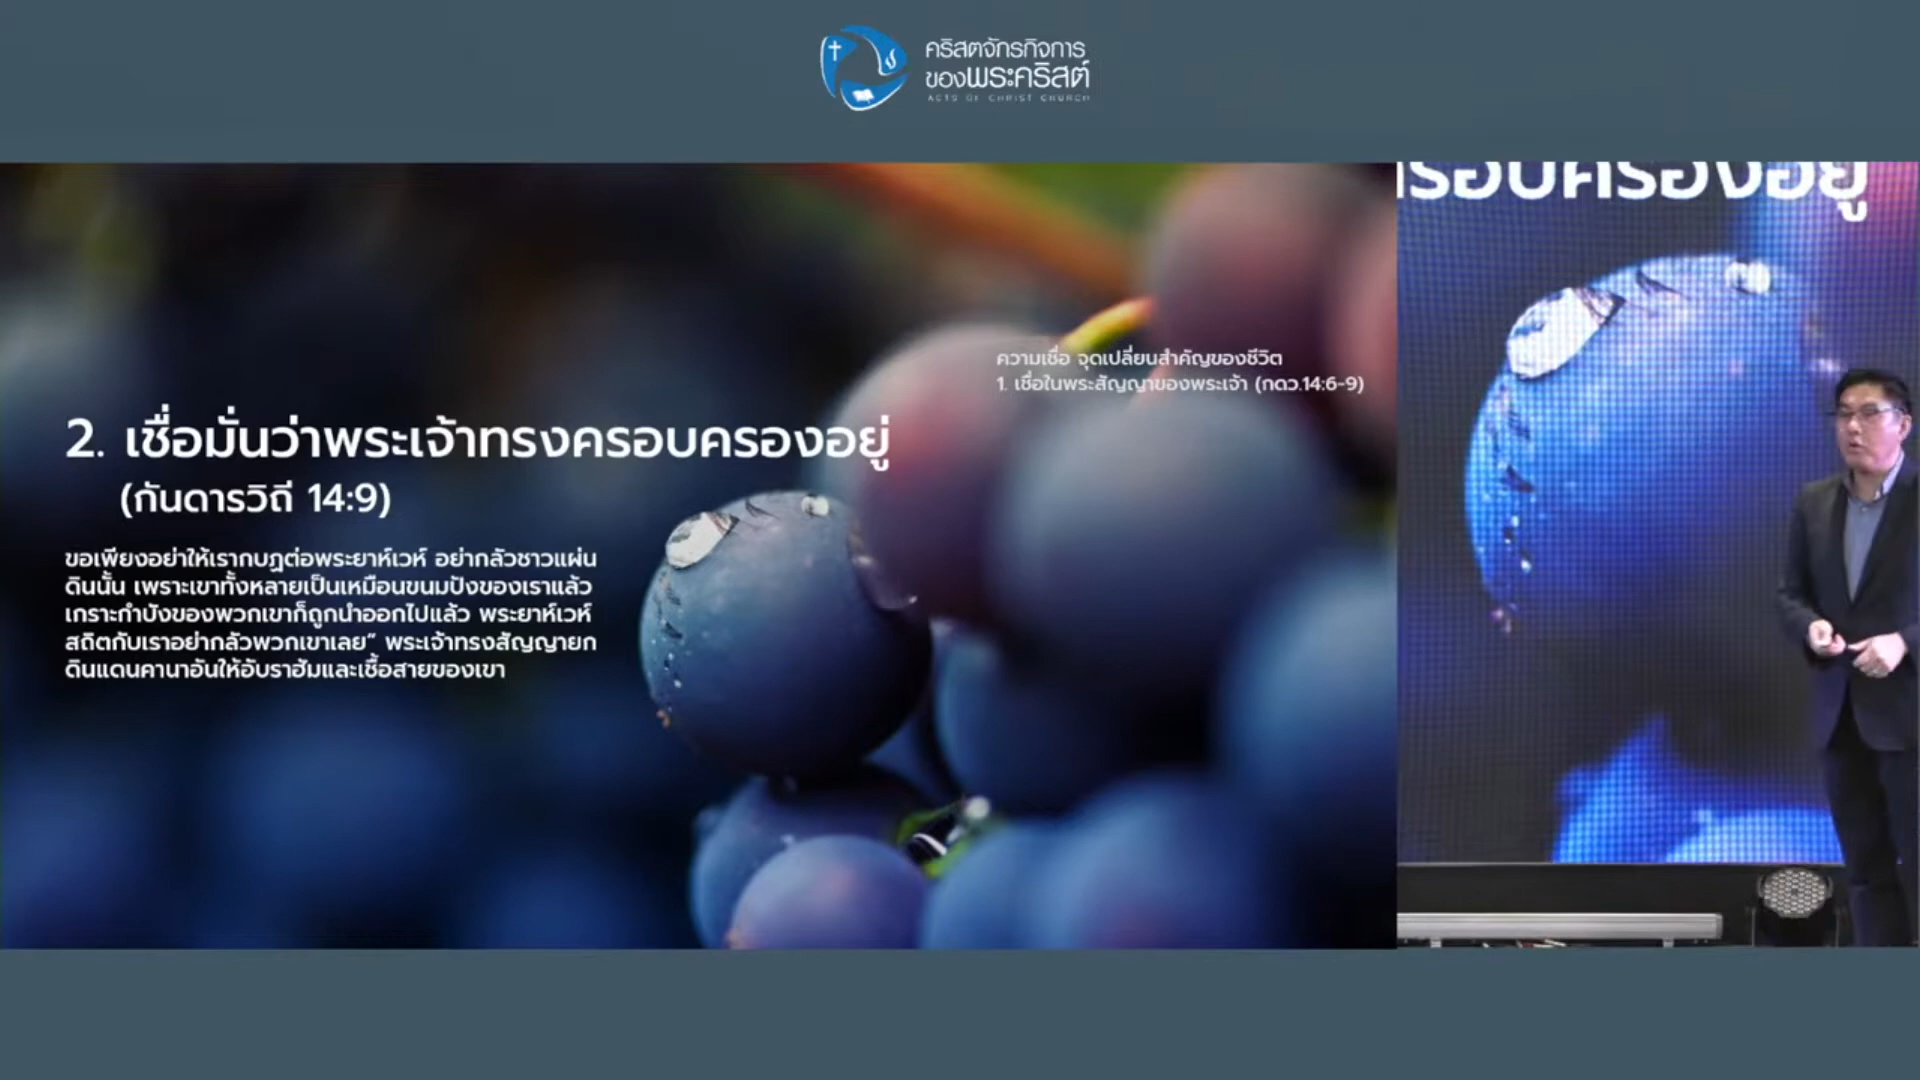 คริสตจักรกิจการ
ของพระคริสต์
ACTS OF CHRIST CHURCH
รอบครองอยู่
ความเชื่อ จุดเปลี่ยนสำคัญของชีวิต
1. เชื่อในพระสัญญาของพระเจ้า (กดว.14:6-9)
2. เชื่อมั่นว่าพระเจ้าทรงครอบครองอยู่
(กันดารวิถี 14:9)
ขอเพียงอย่าให้เรากบฏต่อพระยาห์เวห์ อย่ากลัวชาวแผ่น
ดินนั้น เพราะเขาทั้งหลายเป็นเหมือนขนมปังของเราแล้ว
เกราะกำบังของพวกเขาก็ถูกนำออกไปแล้ว พระยาห์เวห์
สถิตกับเราอย่ากลัวพวกเขาเลย” พระเจ้าทรงสัญญายก
ดินแดนคานาอันให้อับราฮัมและเชื้อสายของเขา